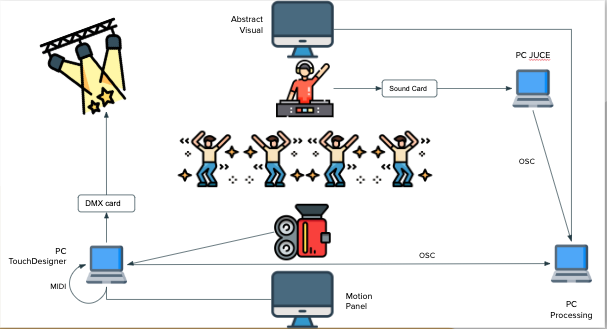 Abstract
Visual
PC JUCE
Sound Card
OSC
DMX card
PC
TouchDesigner
OSC
MIDI
Motion
Panel
PC
Processing